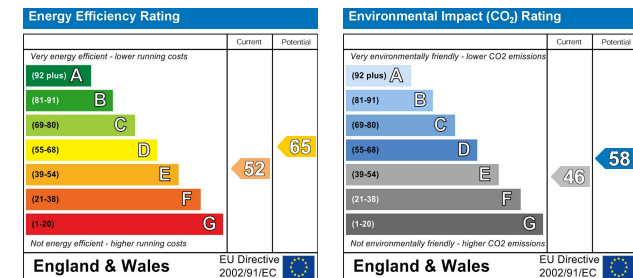 Energy Efficiency Rating
Current Potential
Very energy efficient - lower running costs
(92 plus) A
(81-91) B
(69-80) C
(55-68) D
65
(39-54) E
52
(21-38) F
(1-20) G
Not energy efficient - higher running costs
England & Wales
EU Directive
2002/91/EC
Environmental Impact (CO₂) Rating
Current Potential
Very environmentally friendly - lower CO2 emissions
(92 plus) A
(81-91) B
(69-80) C
(55-68) D
58
(39-54) E
46
(21-38) F
(1-20) G
Not environmentally friendly - higher CO2 emissions
England & Wales
EU Directive
2002/91/EC